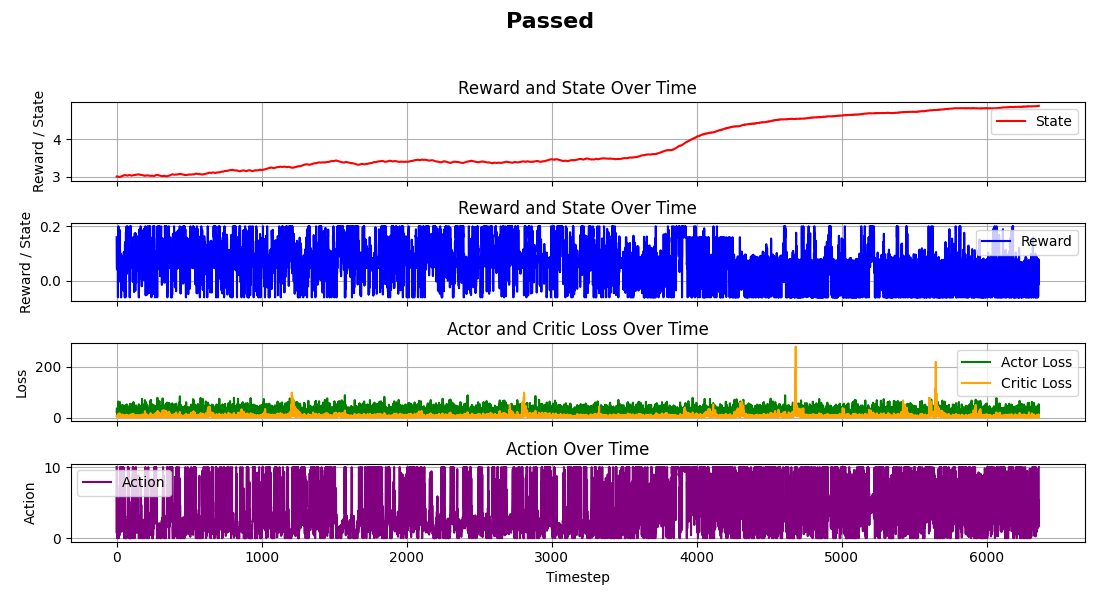 Passed
Reward and State Over Time
Reward / State
4
3
State
Reward and State Over Time
Reward / State
0.2
0.0
Reward
Actor and Critic Loss Over Time
Loss
200
0
Actor Loss
Critic Loss
Action Over Time
Action
10
0
Action
0 1000 2000 3000 4000 5000 6000
Timestep